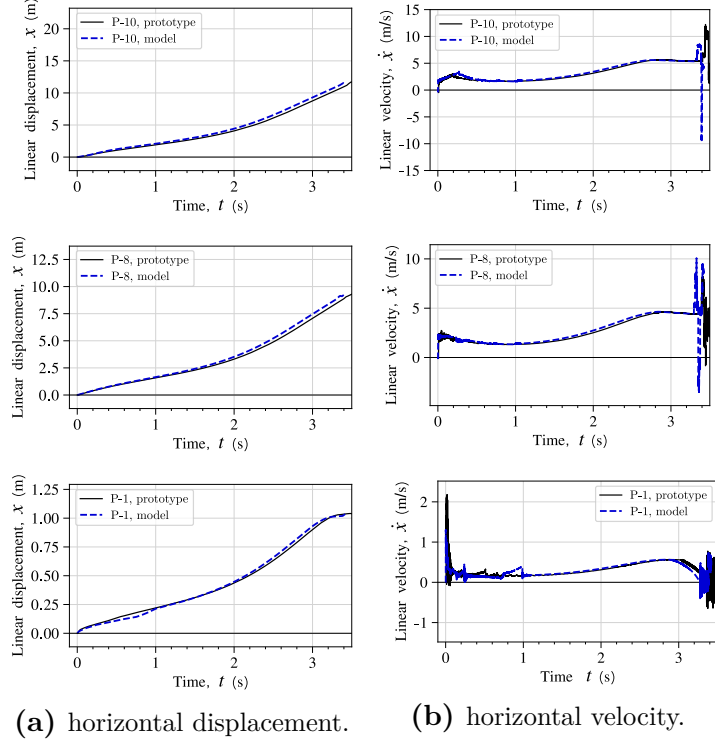 Linear displacement, x (m)
20
15
10
5
0
P-10, prototype
P-10, model
0 1 2 3
Time, t (s)
Linear velocity, ẋ (m/s)
15
10
5
0
−5
−10
−15
P-10, prototype
P-10, model
0 1 2 3
Time, t (s)
Linear displacement, x (m)
12.5
10.0
7.5
5.0
2.5
0.0
P-8, prototype
P-8, model
0 1 2 3
Time, t (s)
Linear velocity, ẋ (m/s)
10
5
0
−5
P-8, prototype
P-8, model
0 1 2 3
Time, t (s)
Linear displacement, x (m)
1.25
1.00
0.75
0.50
0.25
0.00
P-1, prototype
P-1, model
0 1 2 3
Time, t (s)
Linear velocity, ẋ (m/s)
2
1
0
-1
P-1, prototype
P-1, model
0 1 2 3
Time t (s)
(a) horizontal displacement.
(b) horizontal velocity.